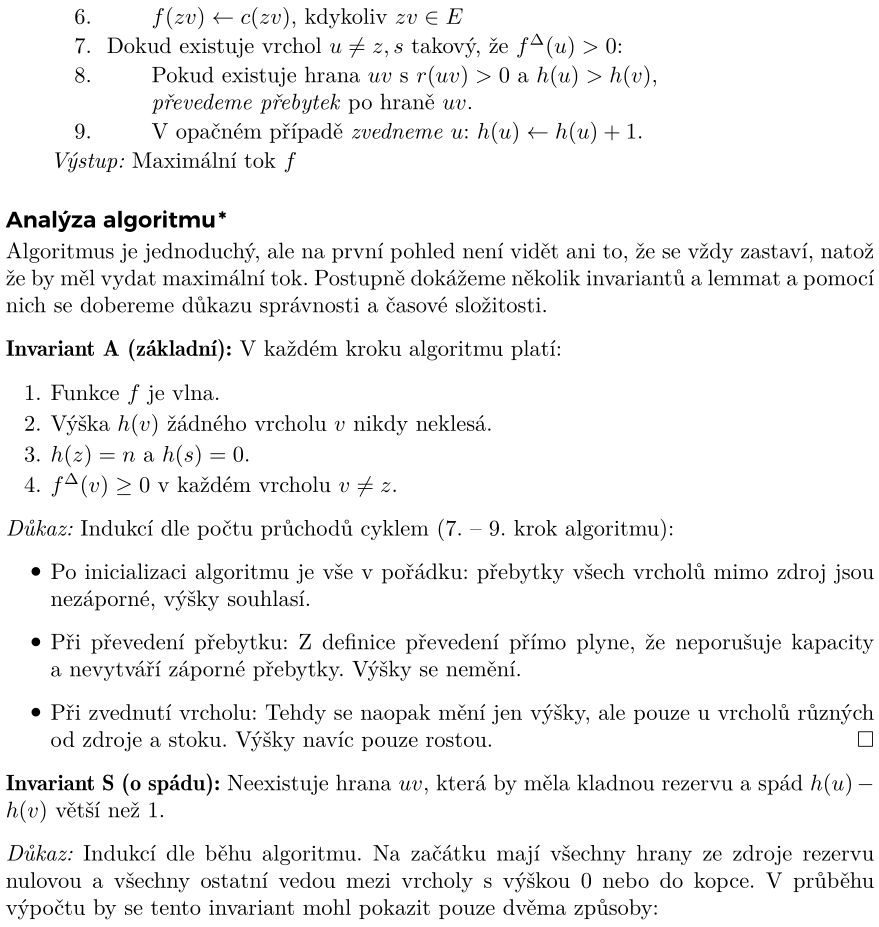 6. f(zv) ← c(zv), kdykoliv zv ∈ E
7. Dokud existuje vrchol u ≠ z, s takový, že f^Δ(u) > 0:
8. Pokud existuje hrana uv s r(uv) > 0 a h(u) > h(v),
převedeme přebytek po hraně uv.
9. V opačném případě zvedneme u: h(u) ← h(u) + 1.
Výstup: Maximální tok f
Analýza algoritmu*
Algoritmus je jednoduchý, ale na první pohled není vidět ani to, že se vždy zastaví, natož
že by měl vydat maximální tok. Postupně dokážeme několik invariantů a lemmat a pomocí
nich se dobereme důkazu správnosti a časové složitosti.
Invariant A (základní): V každém kroku algoritmu platí:
1. Funkce f je vlna.
2. Výška h(v) žádného vrcholu v nikdy neklesá.
3. h(z) = n a h(s) = 0.
4. f^Δ(v) ≥ 0 v každém vrcholu v ≠ z.
Důkaz: Indukcí dle počtu průchodů cyklem (7. – 9. krok algoritmu):
• Po inicializaci algoritmu je vše v pořádku: přebytky všech vrcholů mimo zdroj jsou
nezáporné, výšky souhlasí.
• Při převedení přebytku: Z definice převedení přímo plyne, že neporušuje kapacity
a nevytváří záporné přebytky. Výšky se nemění.
• Při zvednutí vrcholu: Tehdy se naopak mění jen výšky, ale pouze u vrcholů různých
od zdroje a stoku. Výšky navíc pouze rostou. □
Invariant S (o spádu): Neexistuje hrana uv, která by měla kladnou rezervu a spád h(u) −
h(v) větší než 1.
Důkaz: Indukcí dle běhu algoritmu. Na začátku mají všechny hrany ze zdroje rezervu
nulovou a všechny ostatní vedou mezi vrcholy s výškou 0 nebo do kopce. V průběhu
výpočtu by se tento invariant mohl pokazit pouze dvěma způsoby: